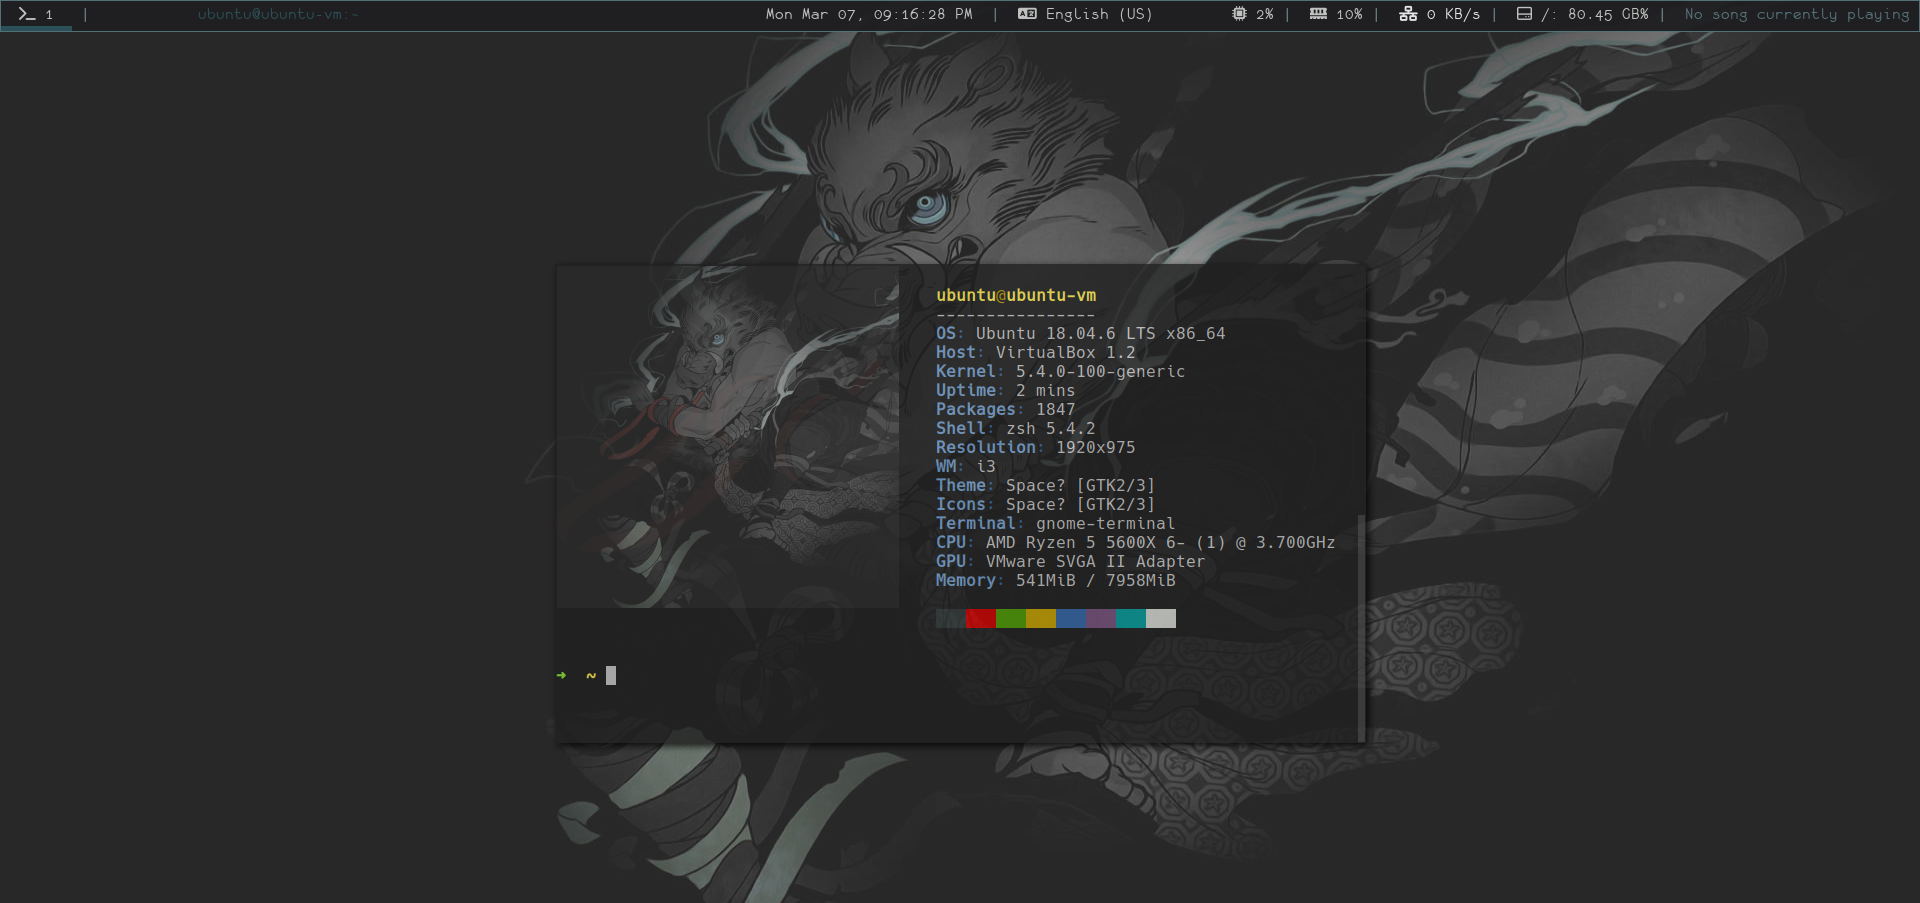 1 | ubuntu@ubuntu-vm:~ Mon Mar 07, 09:16:28 PM | English (US) 2% | 10% | 0 KB/s | /: 80.45 GB% | No song currently playing
ubuntu@ubuntu-vm
----------------
OS: Ubuntu 18.04.6 LTS x86_64
Host: VirtualBox 1.2
Kernel: 5.4.0-100-generic
Uptime: 2 mins
Packages: 1847
Shell: zsh 5.4.2
Resolution: 1920x975
WM: i3
Theme: Space? [GTK2/3]
Icons: Space? [GTK2/3]
Terminal: gnome-terminal
CPU: AMD Ryzen 5 5600X 6- (1) @ 3.700GHz
GPU: VMware SVGA II Adapter
Memory: 541MiB / 7958MiB
➜ ~